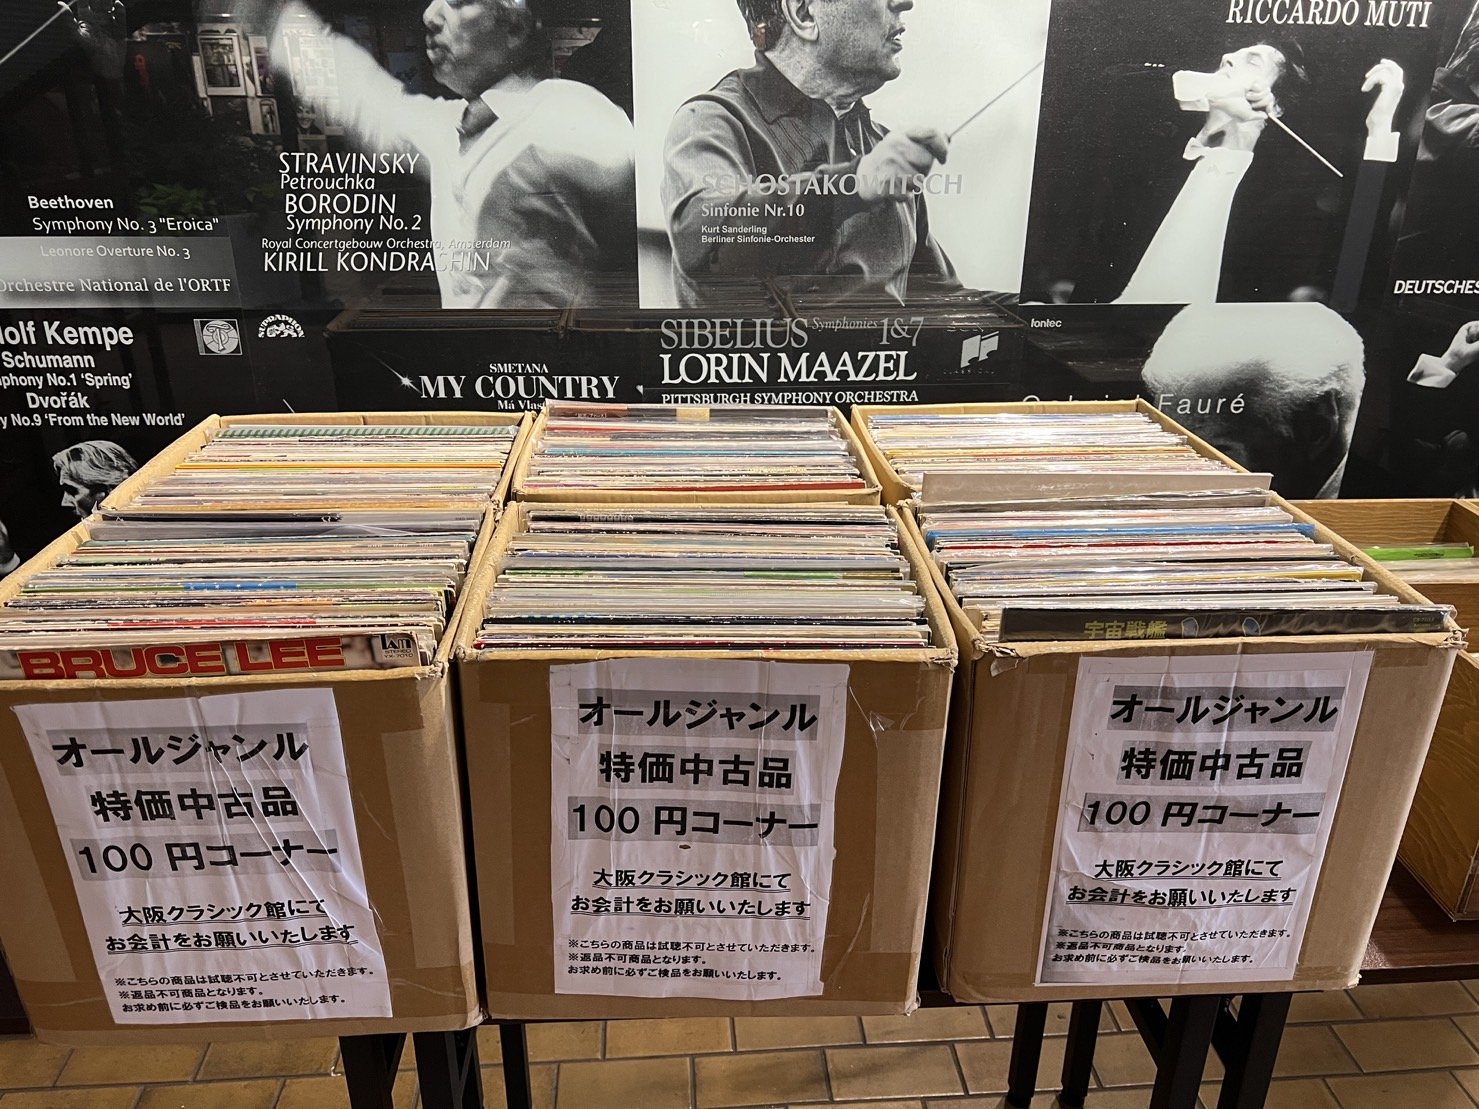 RICCARDO MUTI
Beethoven
Symphony No. 3 "Eroica"
Leonore Overture No. 3
Orchestre National de l'ORTF
STRAVINSKY
Petrouchka
BORODIN
Symphony No. 2
Royal Concertgebouw Orchestra, Amsterdam
KIRILL KONDRASHIN
SCHOSTAKOWITSCH
Sinfonie Nr.10
Kurt Sanderling
Berliner Sinfonie-Orchester
DEUTSCHES
olf Kempe
Schumann
phony No.1 'Spring'
Dvořák
y No.9 'From the New World'
SUPRAPHON
SMETANA
MY COUNTRY
Má Vlast
SIBELIUS Symphonies 1&7
LORIN MAAZEL
PITTSBURGH SYMPHONY ORCHESTRA
fontec
Fauré
BRUCE LEE
TAM
STEREO
YX-7010
宇宙戦艦
オールジャンル
特価中古品
100 円コーナー
大阪クラシック館にて
お会計をお願いいたします
※こちらの商品は試聴不可とさせていただきます。
※返品不可商品となります。
お求め前に必ずご検品をお願いいたします。
オールジャンル
特価中古品
100 円コーナー
大阪クラシック館にて
お会計をお願いいたします
※こちらの商品は試聴不可とさせていただきます。
※返品不可商品となります。
お求め前に必ずご検品をお願いいたします。
オールジャンル
特価中古品
100 円コーナー
大阪クラシック館にて
お会計をお願いいたします
※こちらの商品は試聴不可とさせていただきます。
※返品不可商品となります。
お求め前に必ずご検品をお願いいたします。